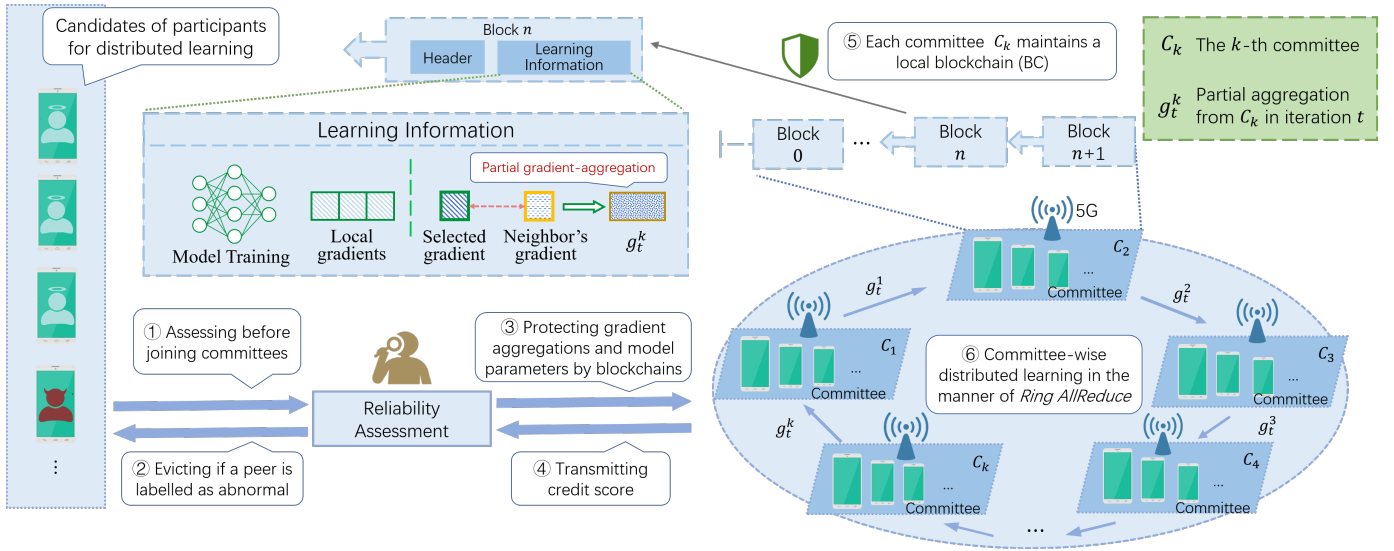 Candidates of participants
for distributed learning
⋮
Block n
Header
Learning
Information
Learning Information
Model Training
Local
gradients
Selected
gradient
Neighbor's
gradient
Partial gradient-aggregation
g_t^k
① Assessing before
joining committees
② Evicting if a peer is
labelled as abnormal
Reliability
Assessment
③ Protecting gradient
aggregations and model
parameters by blockchains
④ Transmitting
credit score
⑤ Each committee C_k maintains a
local blockchain (BC)
Block
0
...
Block
n
Block
n+1
C_k The k-th committee
g_t^k Partial aggregation
from C_k in iteration t
5G
C_2
...
Committee
g_t^1
g_t^2
C_1
...
Committee
C_3
...
Committee
⑥ Committee-wise
distributed learning in the
manner of Ring AllReduce
g_t^k
g_t^3
C_k
...
Committee
C_4
...
Committee
...